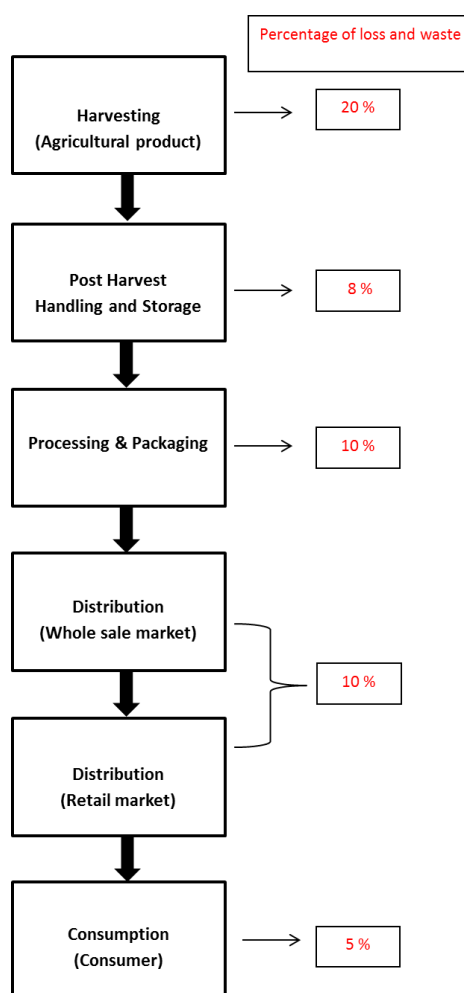 Percentage of loss and waste
Harvesting
(Agricultural product)
20 %
Post Harvest
Handling and Storage
8 %
Processing & Packaging
10 %
Distribution
(Whole sale market)
10 %
Distribution
(Retail market)
Consumption
(Consumer)
5 %